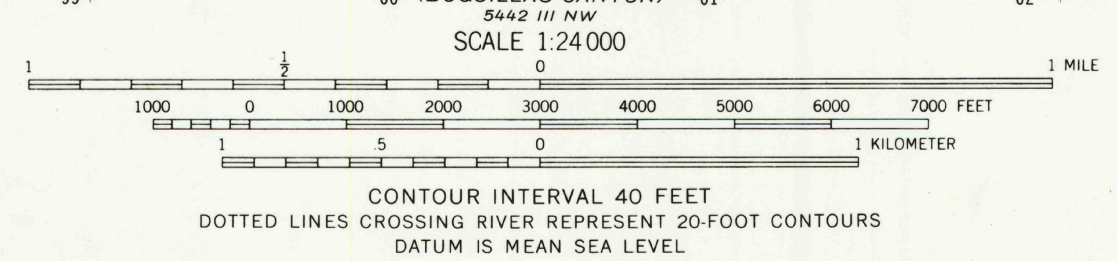 5442 III NW
SCALE 1:24 000
1 ½ 0 1 MILE
1000 0 1000 2000 3000 4000 5000 6000 7000 FEET
1 .5 0 1 KILOMETER
CONTOUR INTERVAL 40 FEET
DOTTED LINES CROSSING RIVER REPRESENT 20-FOOT CONTOURS
DATUM IS MEAN SEA LEVEL